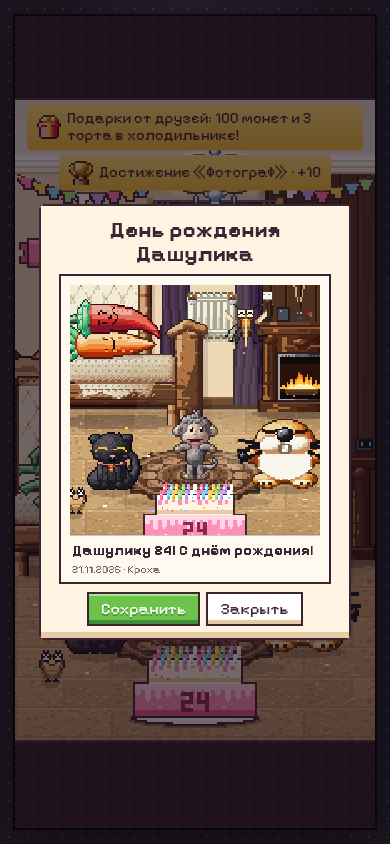 Подарки от друзей: 100 монет и 3
торта в холодильнике!
Достижение «Фотограф» · +10
День рождения
Дашулика
24
Дашулику 24! С днём рождения!
21.11.2026 · Кроха
Сохранить
Закрыть
24